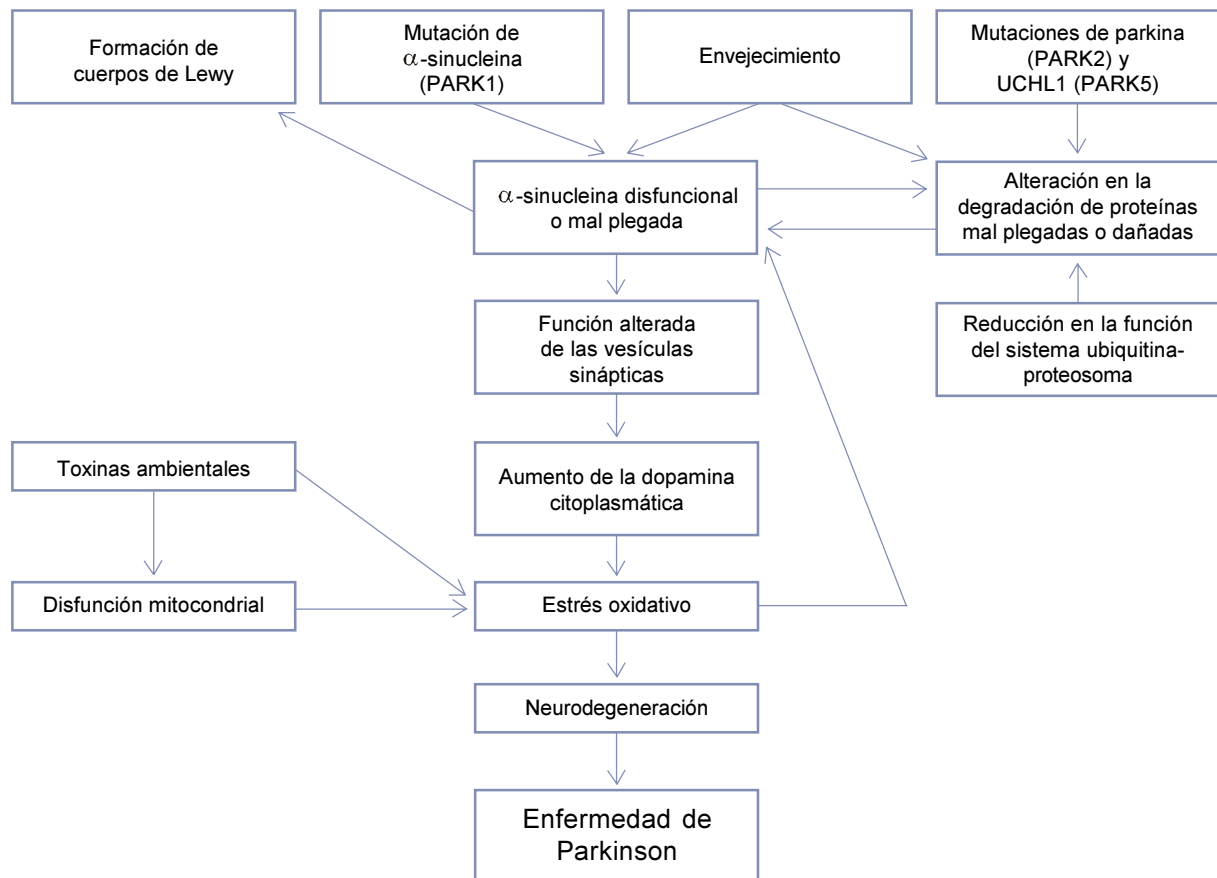 Formación de
cuerpos de Lewy
Mutación de
α-sinucleina
(PARK1)
Envejecimiento
Mutaciones de parkina
(PARK2) y
UCHL1 (PARK5)
α-sinucleina disfuncional
o mal plegada
Alteración en la
degradación de proteínas
mal plegadas o dañadas
Función alterada
de las vesículas
sinápticas
Reducción en la función
del sistema ubiquitina-
proteosoma
Toxinas ambientales
Aumento de la dopamina
citoplasmática
Disfunción mitocondrial
Estrés oxidativo
Neurodegeneración
Enfermedad de
Parkinson